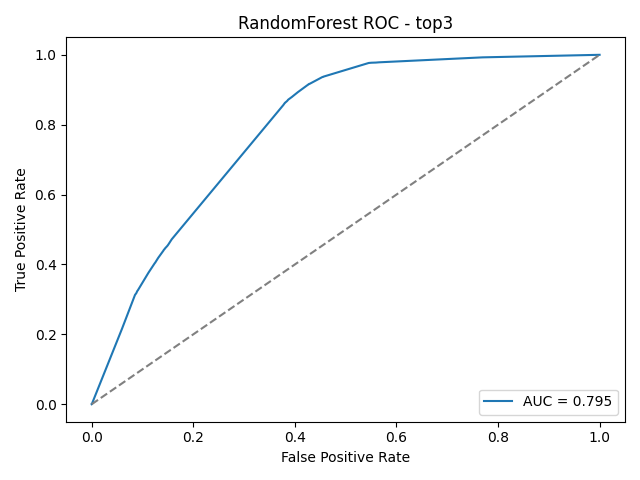 RandomForest ROC - top3
True Positive Rate
1.0
0.8
0.6
0.4
0.2
0.0
0.0 0.2 0.4 0.6 0.8 1.0
False Positive Rate
AUC = 0.795